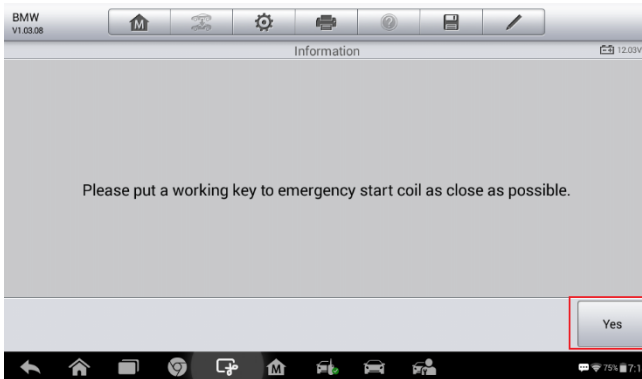 BMW
V1.03.08
Information
12.03V
Please put a working key to emergency start coil as close as possible.
Yes
75%